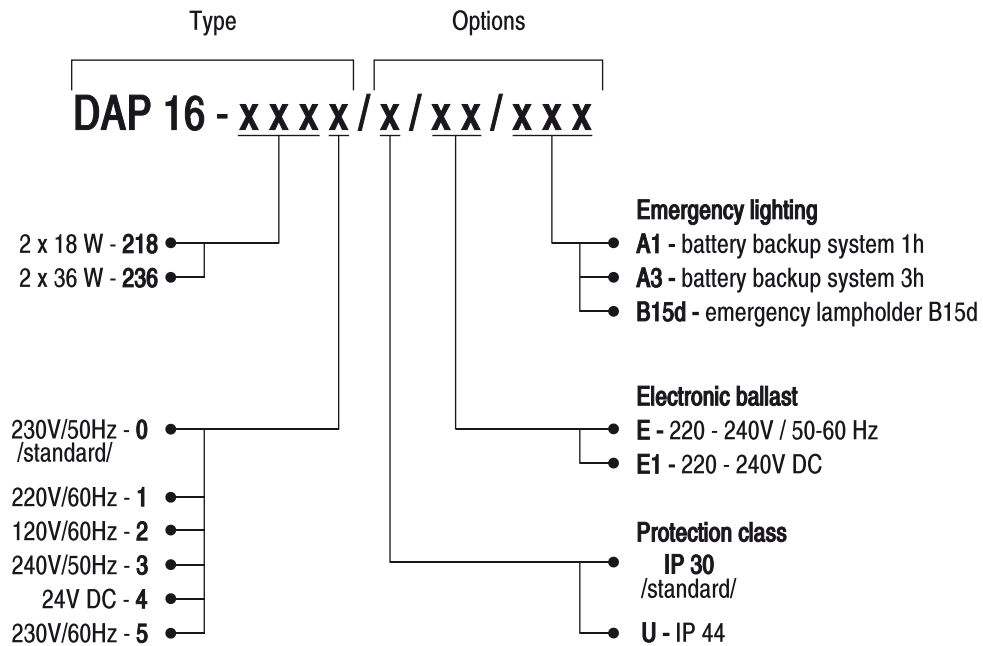 Type
Options
DAP 16 - x x x x / x / x x / x x x
2 x 18 W - 218
2 x 36 W - 236
230V/50Hz - 0
/standard/
220V/60Hz - 1
120V/60Hz - 2
240V/50Hz - 3
24V DC - 4
230V/60Hz - 5
Emergency lighting
A1 - battery backup system 1h
A3 - battery backup system 3h
B15d - emergency lampholder B15d
Electronic ballast
E - 220 - 240V / 50-60 Hz
E1 - 220 - 240V DC
Protection class
IP 30
/standard/
U - IP 44